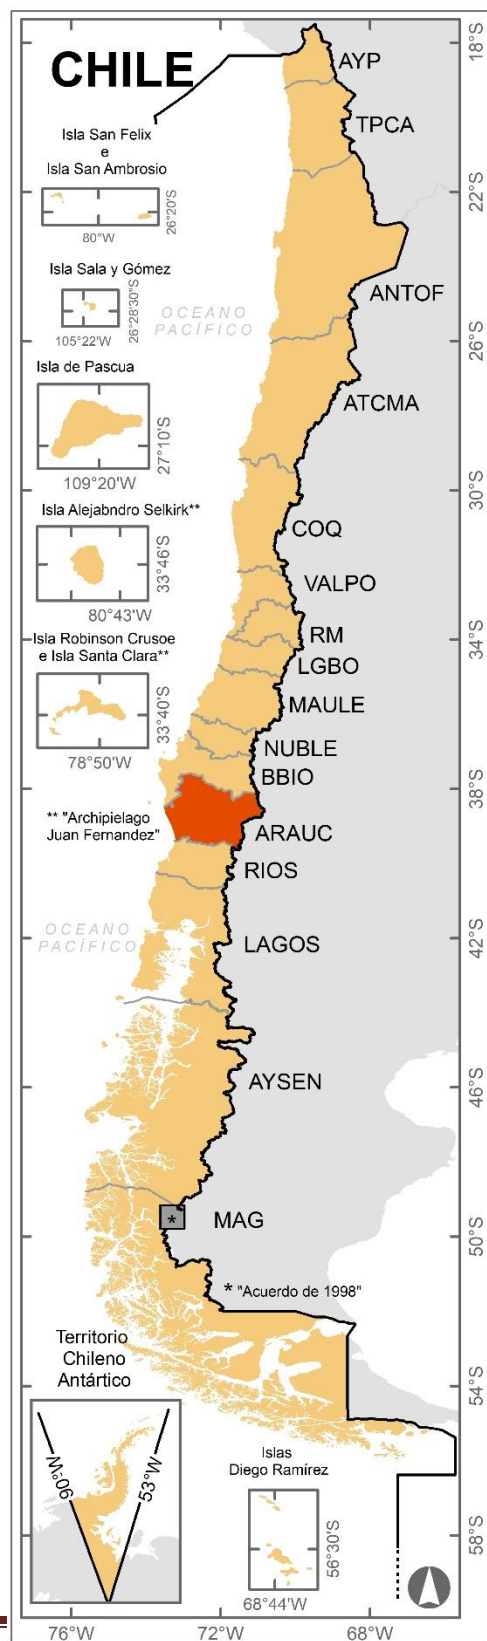 CHILE
AYP
18°S
Isla San Felix
e
Isla San Ambrosio
TPCA
26°20'S
80°W
22°S
Isla Sala y Gómez
26°28'30"S
105°22'W
OCEANO
PACÍFICO
ANTOF
26°S
Isla de Pascua
27°10'S
109°20'W
ATCMA
30°S
Isla Alejabndro Selkirk**
33°46'S
80°43'W
COQ
VALPO
34°S
Isla Robinson Crusoe
e Isla Santa Clara**
33°40'S
78°50'W
RM
LGBO
MAULE
NUBLE
BBIO
38°S
** "Archipielago
Juan Fernandez"
ARAUC
RIOS
OCEANO
PACÍFICO
LAGOS
42°S
AYSEN
46°S
*
MAG
50°S
* "Acuerdo de 1998"
Territorio
Chileno
Antártico
54°S
90°W
53°W
Islas
Diego Ramírez
56°30'S
68°44'W
58°S
76°W
72°W
68°W